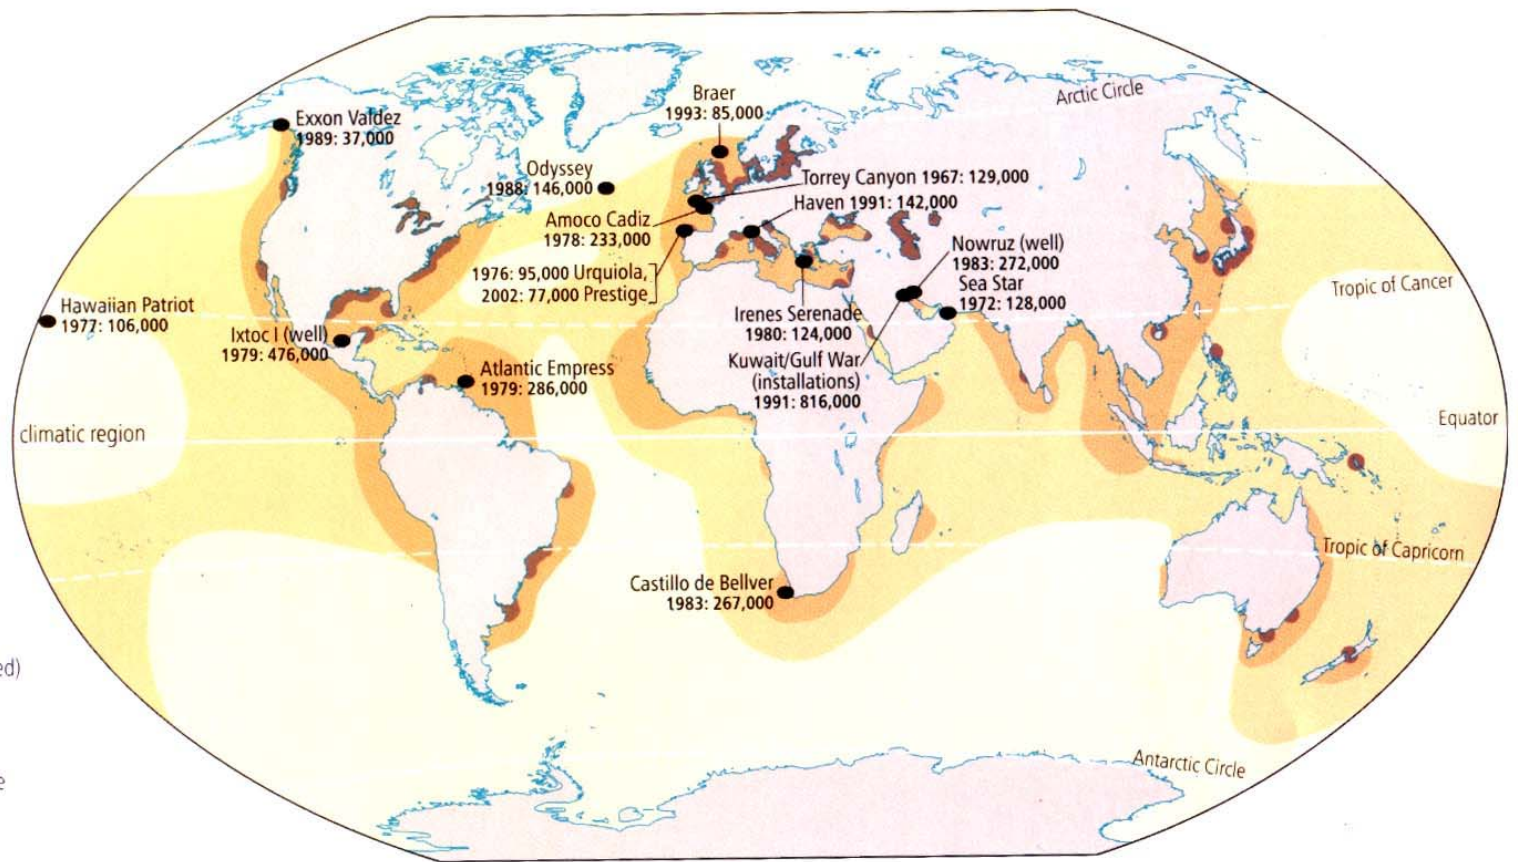 Braer
1993: 85,000
Arctic Circle
Exxon Valdez
1989: 37,000
Odyssey
1988: 146,000
Torrey Canyon 1967: 129,000
Haven 1991: 142,000
Amoco Cadiz
1978: 233,000
Nowruz (well)
1983: 272,000
Sea Star
1972: 128,000
1976: 95,000 Urquiola,
2002: 77,000 Prestige
Tropic of Cancer
Hawaiian Patriot
1977: 106,000
Ixtoc I (well)
1979: 476,000
Irenes Serenade
1980: 124,000
Kuwait/Gulf War
(installations)
1991: 816,000
Atlantic Empress
1979: 286,000
Equator
climatic region
Tropic of Capricorn
Castillo de Bellver
1983: 267,000
ed)
e
Antarctic Circle